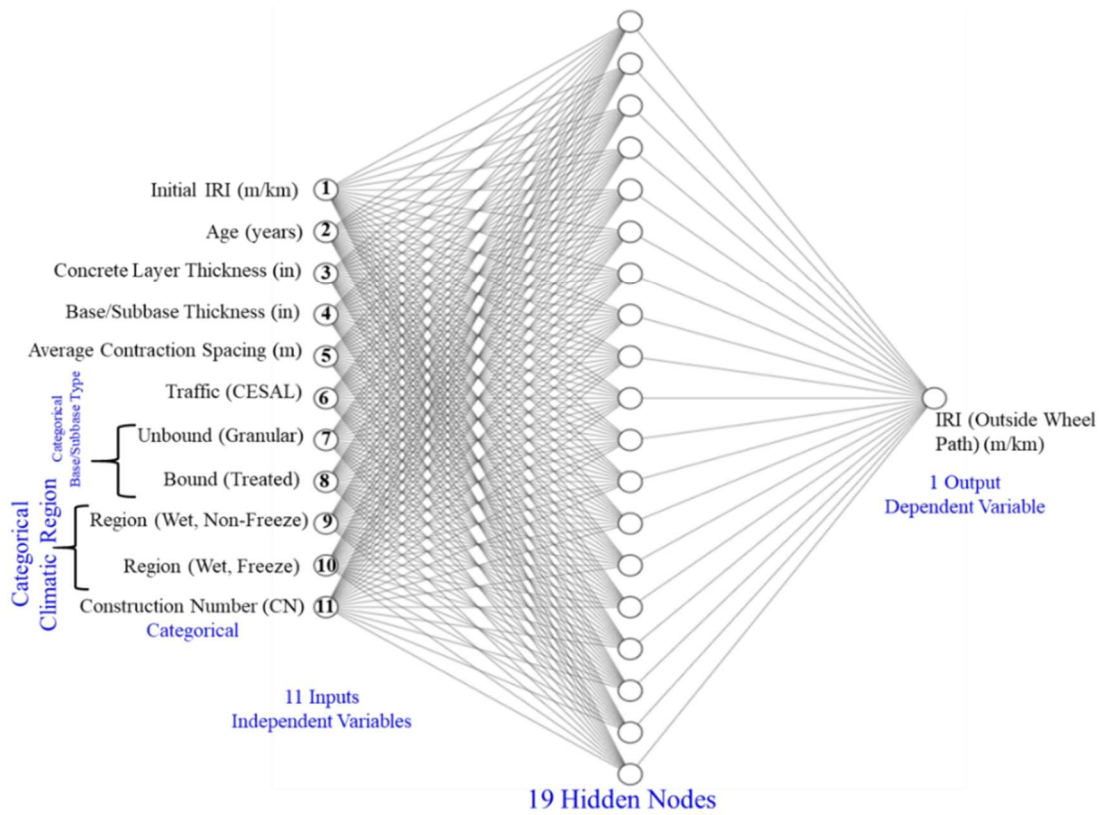 Initial IRI (m/km) 1
Age (years) 2
Concrete Layer Thickness (in) 3
Base/Subbase Thickness (in) 4
Average Contraction Spacing (m) 5
Traffic (CESAL) 6
Categorical
Base/Subbase Type
Unbound (Granular) 7
Bound (Treated) 8
Categorical
Climatic Region
Region (Wet, Non-Freeze) 9
Region (Wet, Freeze) 10
Construction Number (CN) 11
Categorical
11 Inputs
Independent Variables
19 Hidden Nodes
IRI (Outside Wheel
Path) (m/km)
1 Output
Dependent Variable